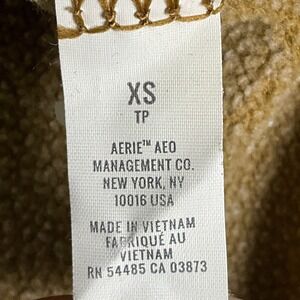 XS
TP
AERIE™ AEO
MANAGEMENT CO.
NEW YORK, NY
10016 USA
MADE IN VIETNAM
FABRIQUÉ AU
VIETNAM
RN 54485 CA 03873